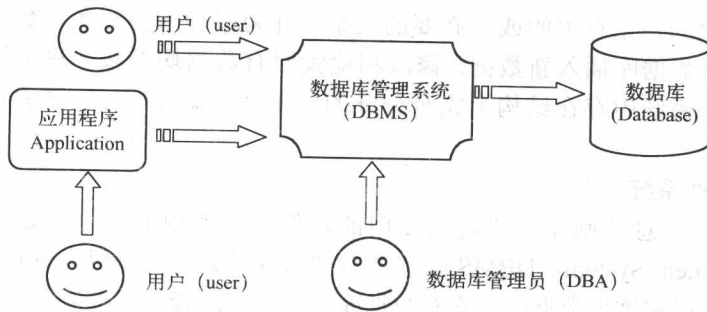 用户（user）
应用程序
Application
数据库管理系统
（DBMS）
数据库
(Database)
用户（user）
数据库管理员（DBA）